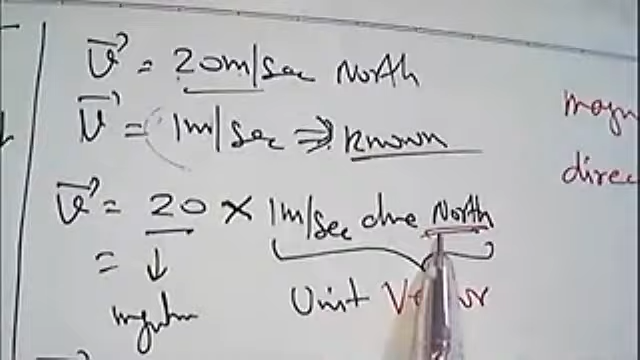 v⃗ = 20m/sec North
v⃗ = 1m/sec ⇒ known
v⃗ = 20 × 1m/sec due North
= ↓
Unit Vector
magn
direc